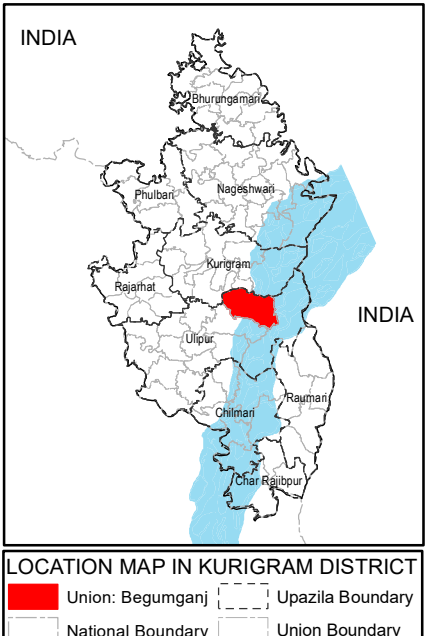 INDIA
Bhurungamari
Phulbari
Nageshwari
Kurigram
Rajarhat
INDIA
Ulipur
Raumari
Chilmari
Char Rajibpur
LOCATION MAP IN KURIGRAM DISTRICT
Union: Begumganj
Upazila Boundary
National Boundary
Union Boundary